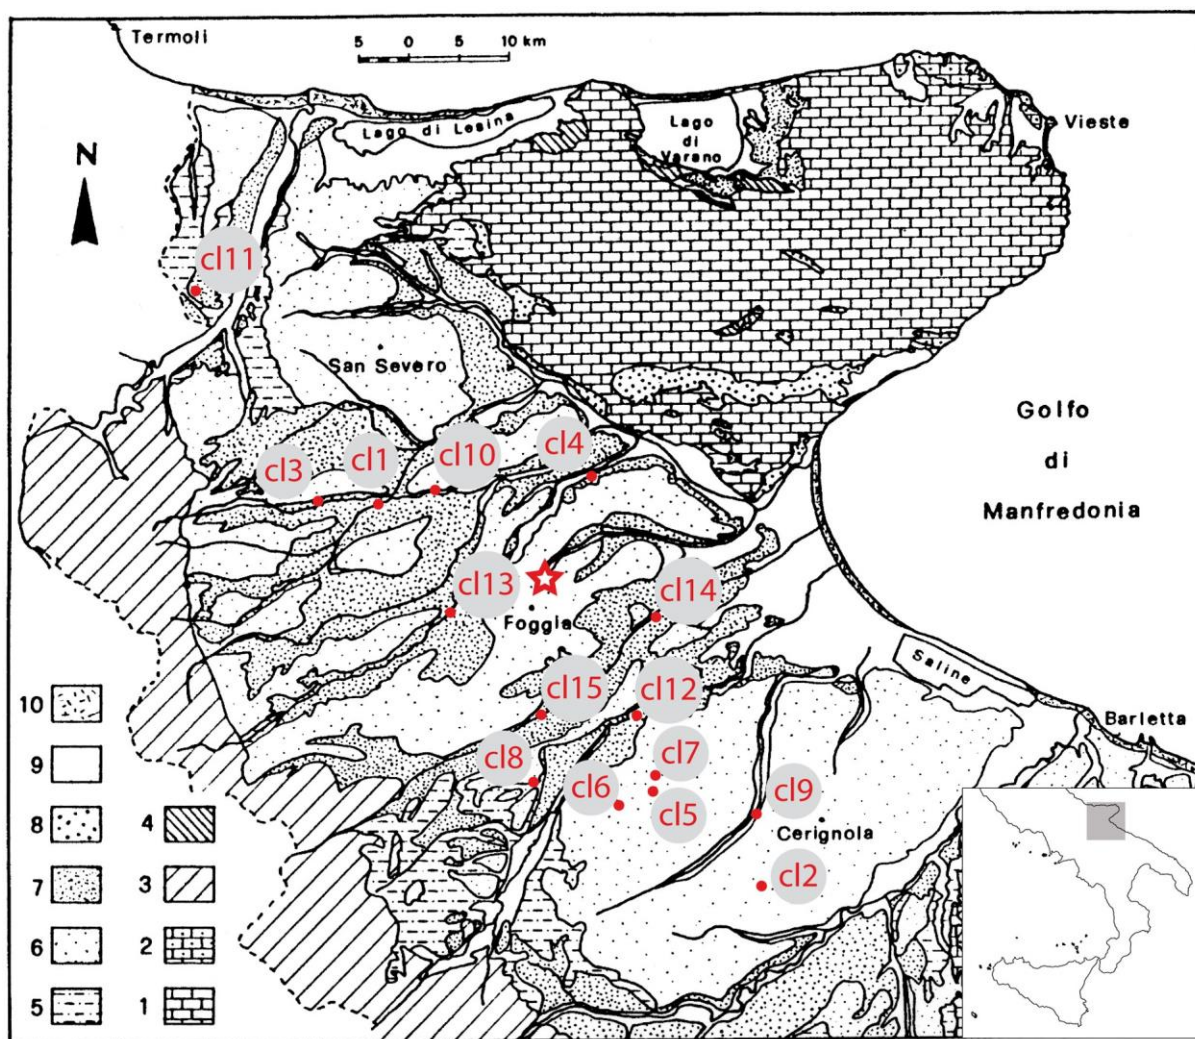 Termoli
5 0 5 10 km
Lago di Lesina
Lago
di
Varano
Vieste
N
cl11
San Severo
Golfo
di
Manfredonia
cl3
cl1
cl10
cl4
cl13
cl14
Foggia
cl15
cl12
Saline
Barletta
cl8
cl7
cl6
cl5
cl9
Cerignola
cl2
10
9
8
4
7
3
6
2
5
1